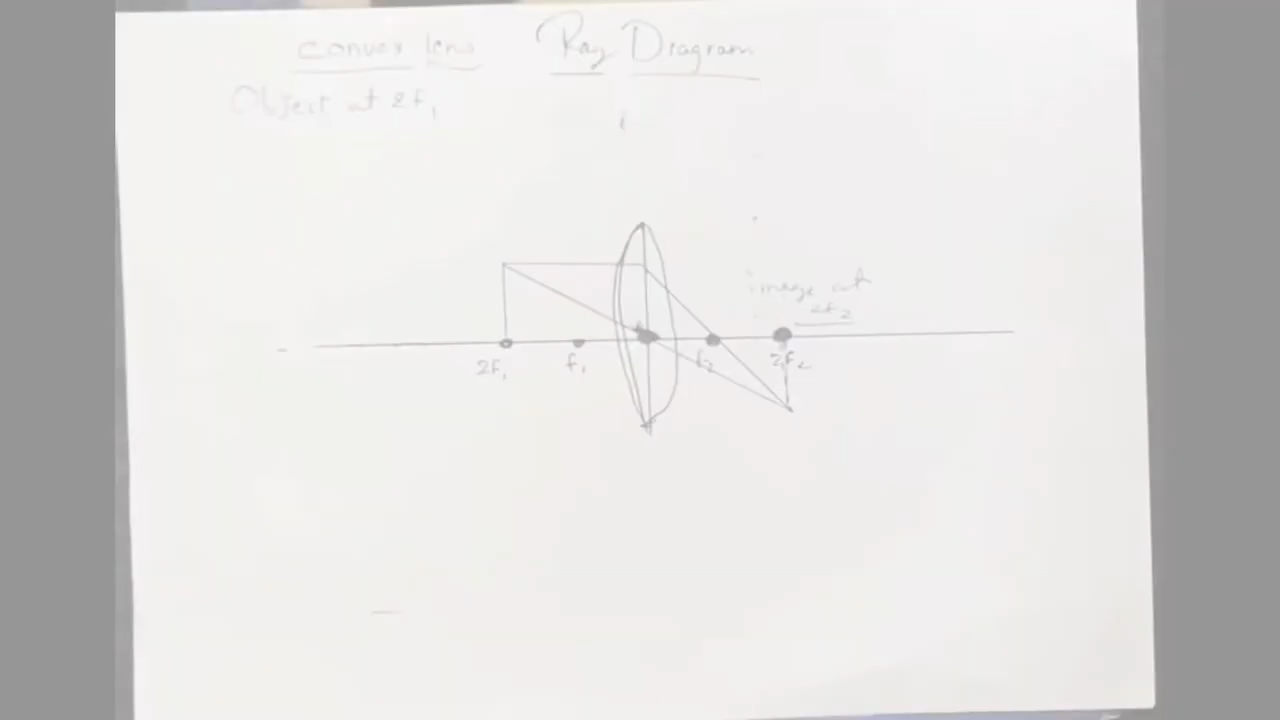 convex lens Ray Diagram
Object at 2F₁
image at
2F₂
2F₁ F₁ F₂ 2F₂